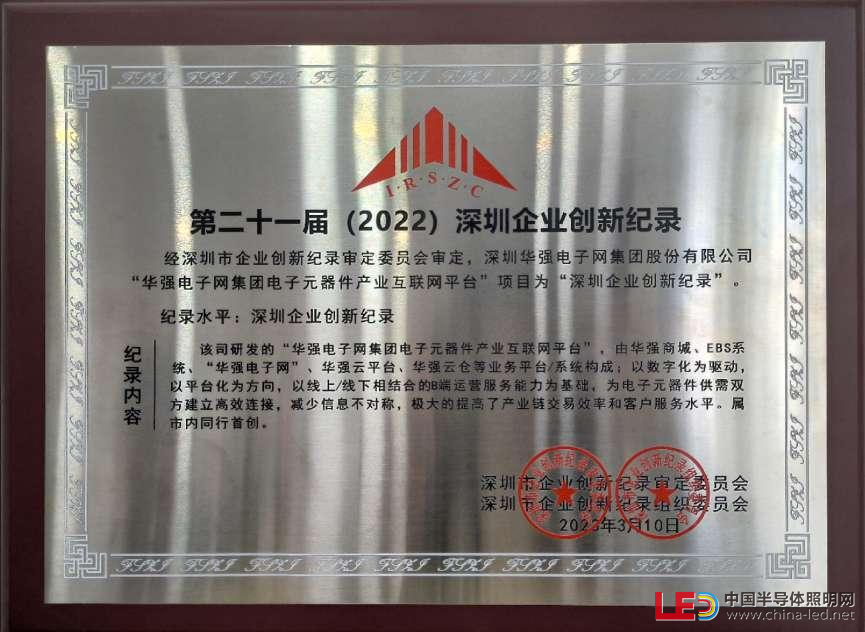 I·R·S·Z·C
第二十一届（2022）深圳企业创新纪录
经深圳市企业创新纪录审定委员会审定，深圳华强电子网集团股份有限公司
“华强电子网集团电子元器件产业互联网平台”项目为“深圳企业创新纪录”。
纪录水平：深圳企业创新纪录
纪录内容
该司研发的“华强电子网集团电子元器件产业互联网平台”，由华强商城、EBS系
统、“华强电子网”、华强云平台、华强云仓等业务平台/系统构成；以数字化为驱动，
以平台化为方向，以线上/线下相结合的B端运营服务能力为基础，为电子元器件供需双
方建立高效连接，减少信息不对称，极大的提高了产业链交易效率和客户服务水平。属
市内同行首创。
深圳市企业创新纪录审定委员会
深圳市企业创新纪录组织委员会
2023年3月10日
LED 中国半导体照明网
www.china-led.net